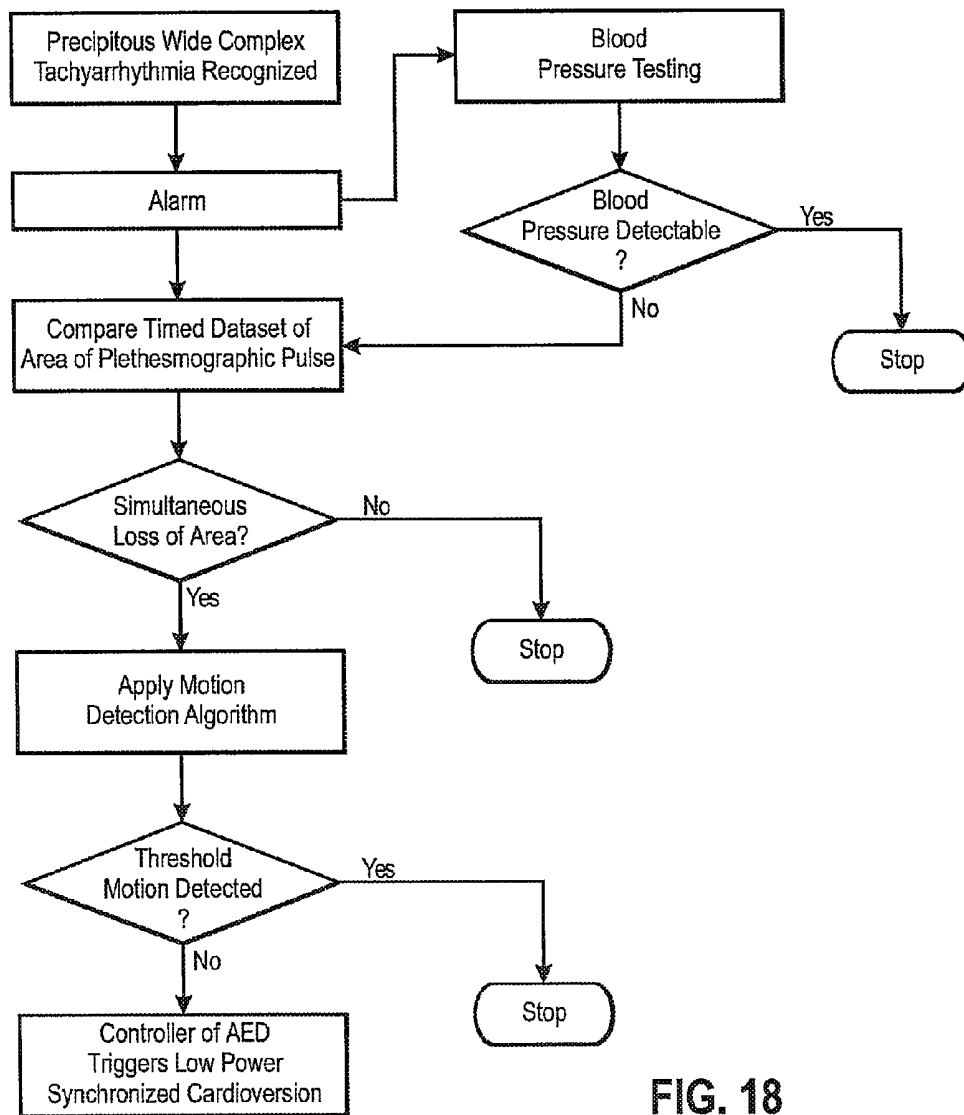 Precipitous Wide Complex
Tachyarrhythmia Recognized
Blood
Pressure Testing
Alarm
Blood
Pressure Detectable
?
Yes
No
Stop
Compare Timed Dataset of
Area of Plethesmographic Pulse
Simultaneous
Loss of Area?
No
Yes
Stop
Apply Motion
Detection Algorithm
Threshold
Motion Detected
?
Yes
No
Stop
Controller of AED
Triggers Low Power
Synchronized Cardioversion
FIG. 18